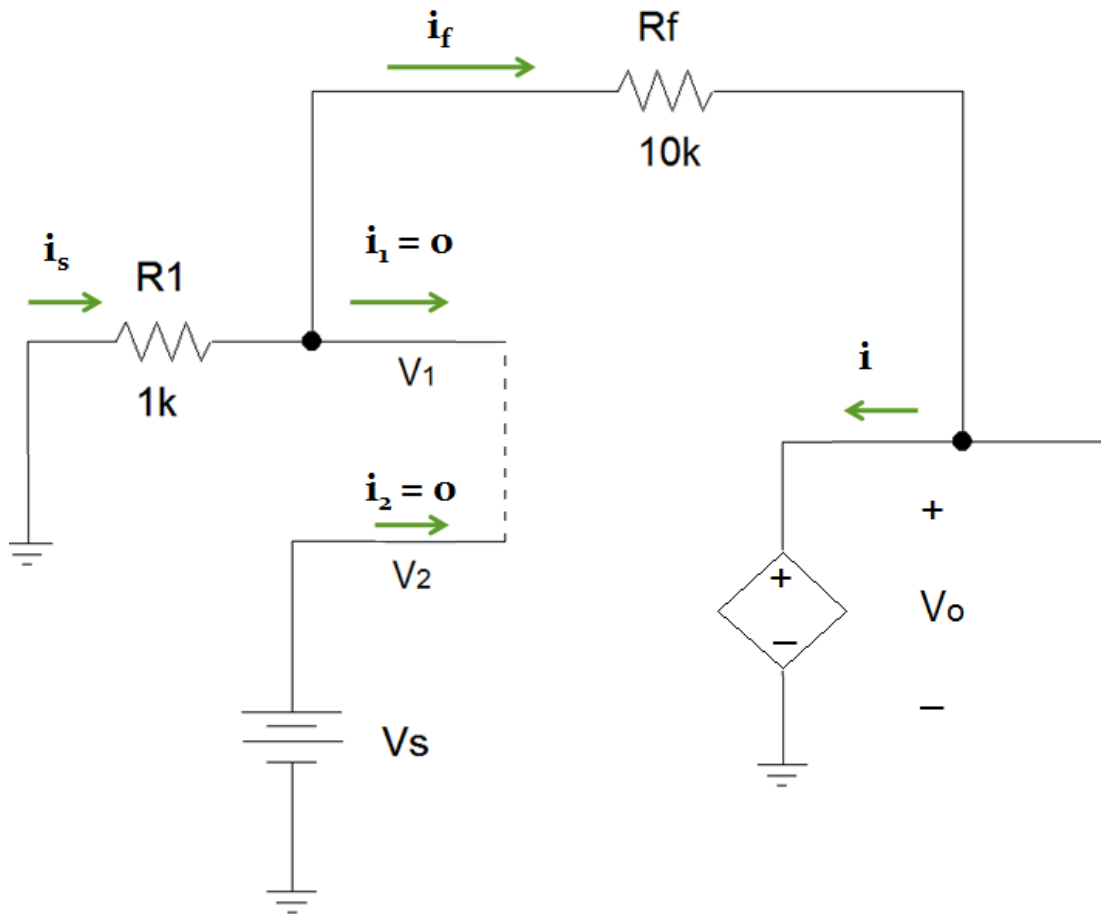 i_f
Rf
10k
i_s
R1
1k
i₁ = 0
V₁
i
i₂ = 0
V₂
+
+
−
Vo
−
Vs